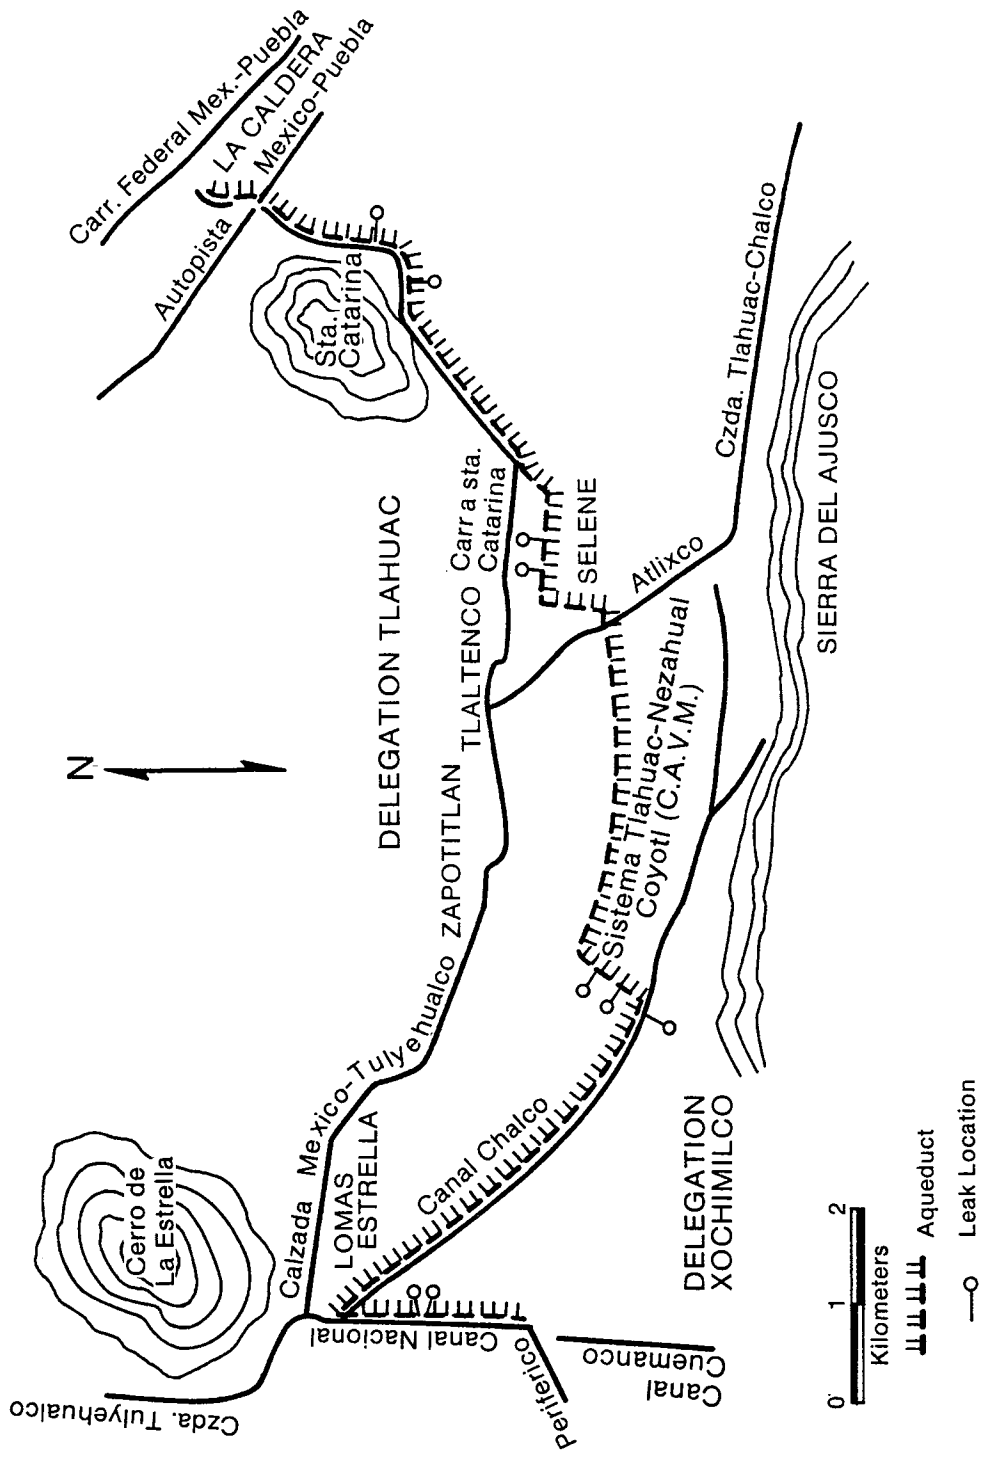 Carr. Federal Mex.-Puebla
LA CALDERA
Autopista Mexico-Puebla
Sta.
Catarina
Cerro de
La Estrella
Czda. Tulyehualco
N
DELEGATION TLAHUAC
Calzada Mexico-Tulyehualco
ZAPOTITLAN
TLALTENCO
Carr a sta.
Catarina
LOMAS
ESTRELLA
Canal Nacional
Canal Chalco
SELENE
Atlixco
Czda. Tlahuac-Chalco
Sistema Tlahuac-Nezahual
Coyotl (C.A.V.M.)
Periferico
Canal
Cuemanco
DELEGATION
XOCHIMILCO
SIERRA DEL AJUSCO
0 1 2
Kilometers
Aqueduct
Leak Location